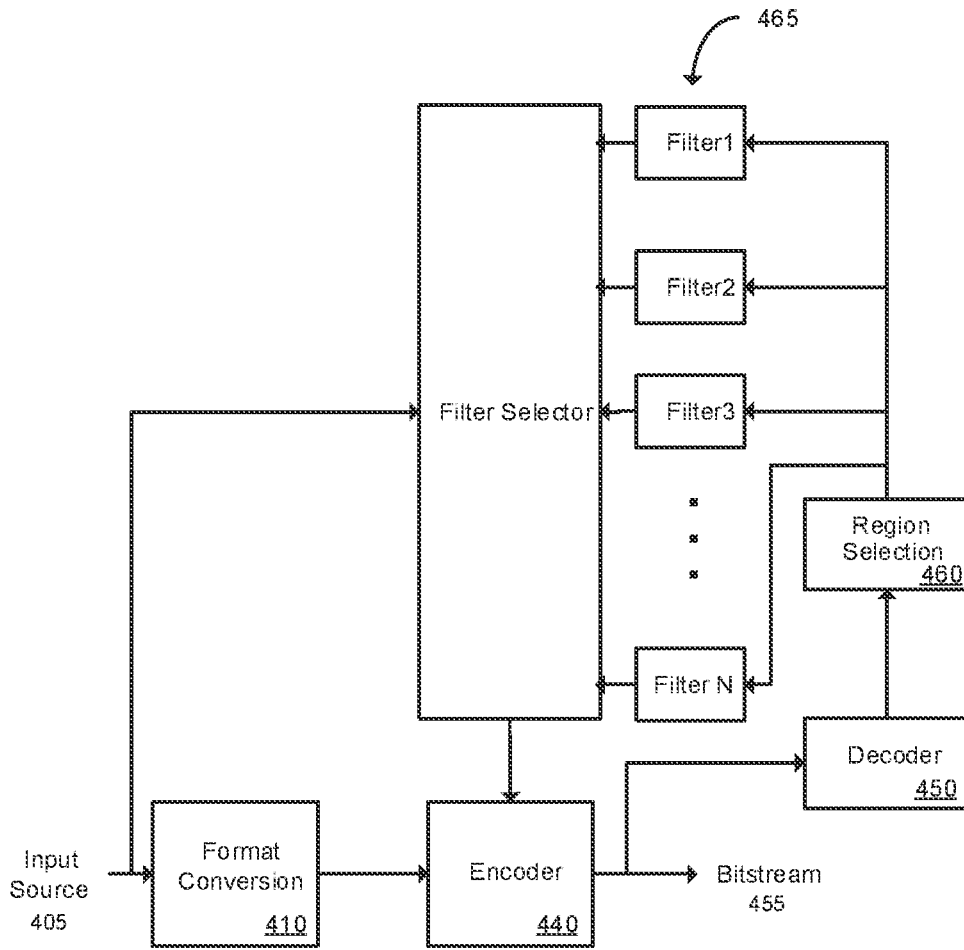 465
Filter1
Filter2
Filter Selector
Filter3
Region
Selection
460
Filter N
Decoder
450
Input
Source
405
Format
Conversion
410
Encoder
440
Bitstream
455